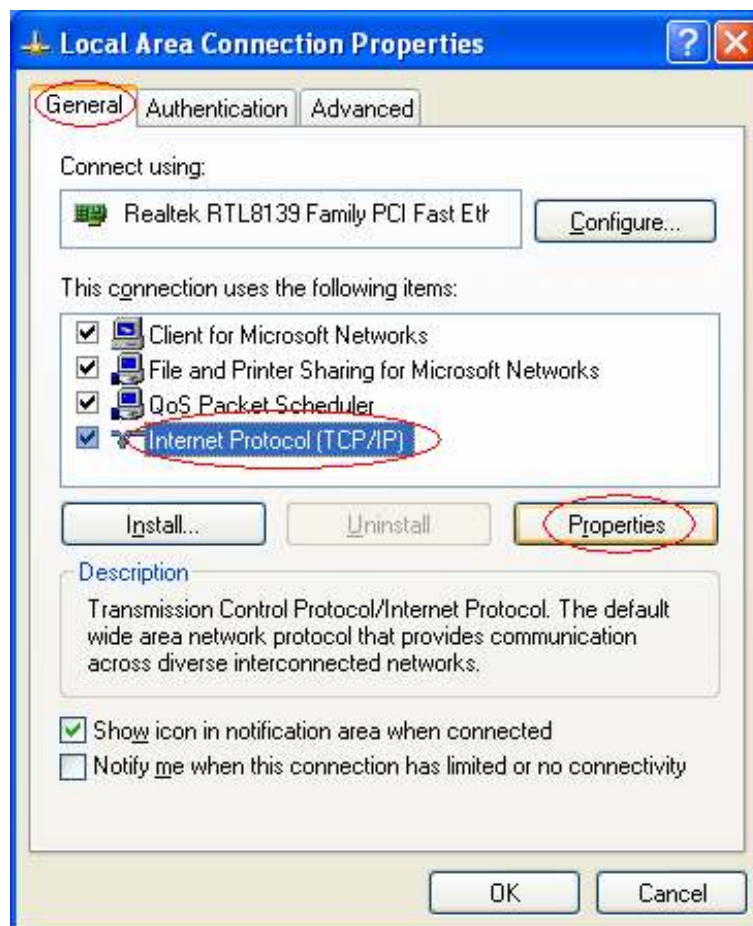 Local Area Connection Properties
General Authentication Advanced
Connect using:
Realtek RTL8139 Family PCI Fast Eth
Configure...
This connection uses the following items:
Client for Microsoft Networks
File and Printer Sharing for Microsoft Networks
QoS Packet Scheduler
Internet Protocol (TCP/IP)
Install... Uninstall Properties
Description
Transmission Control Protocol/Internet Protocol. The default
wide area network protocol that provides communication
across diverse interconnected networks.
Show icon in notification area when connected
Notify me when this connection has limited or no connectivity
OK Cancel